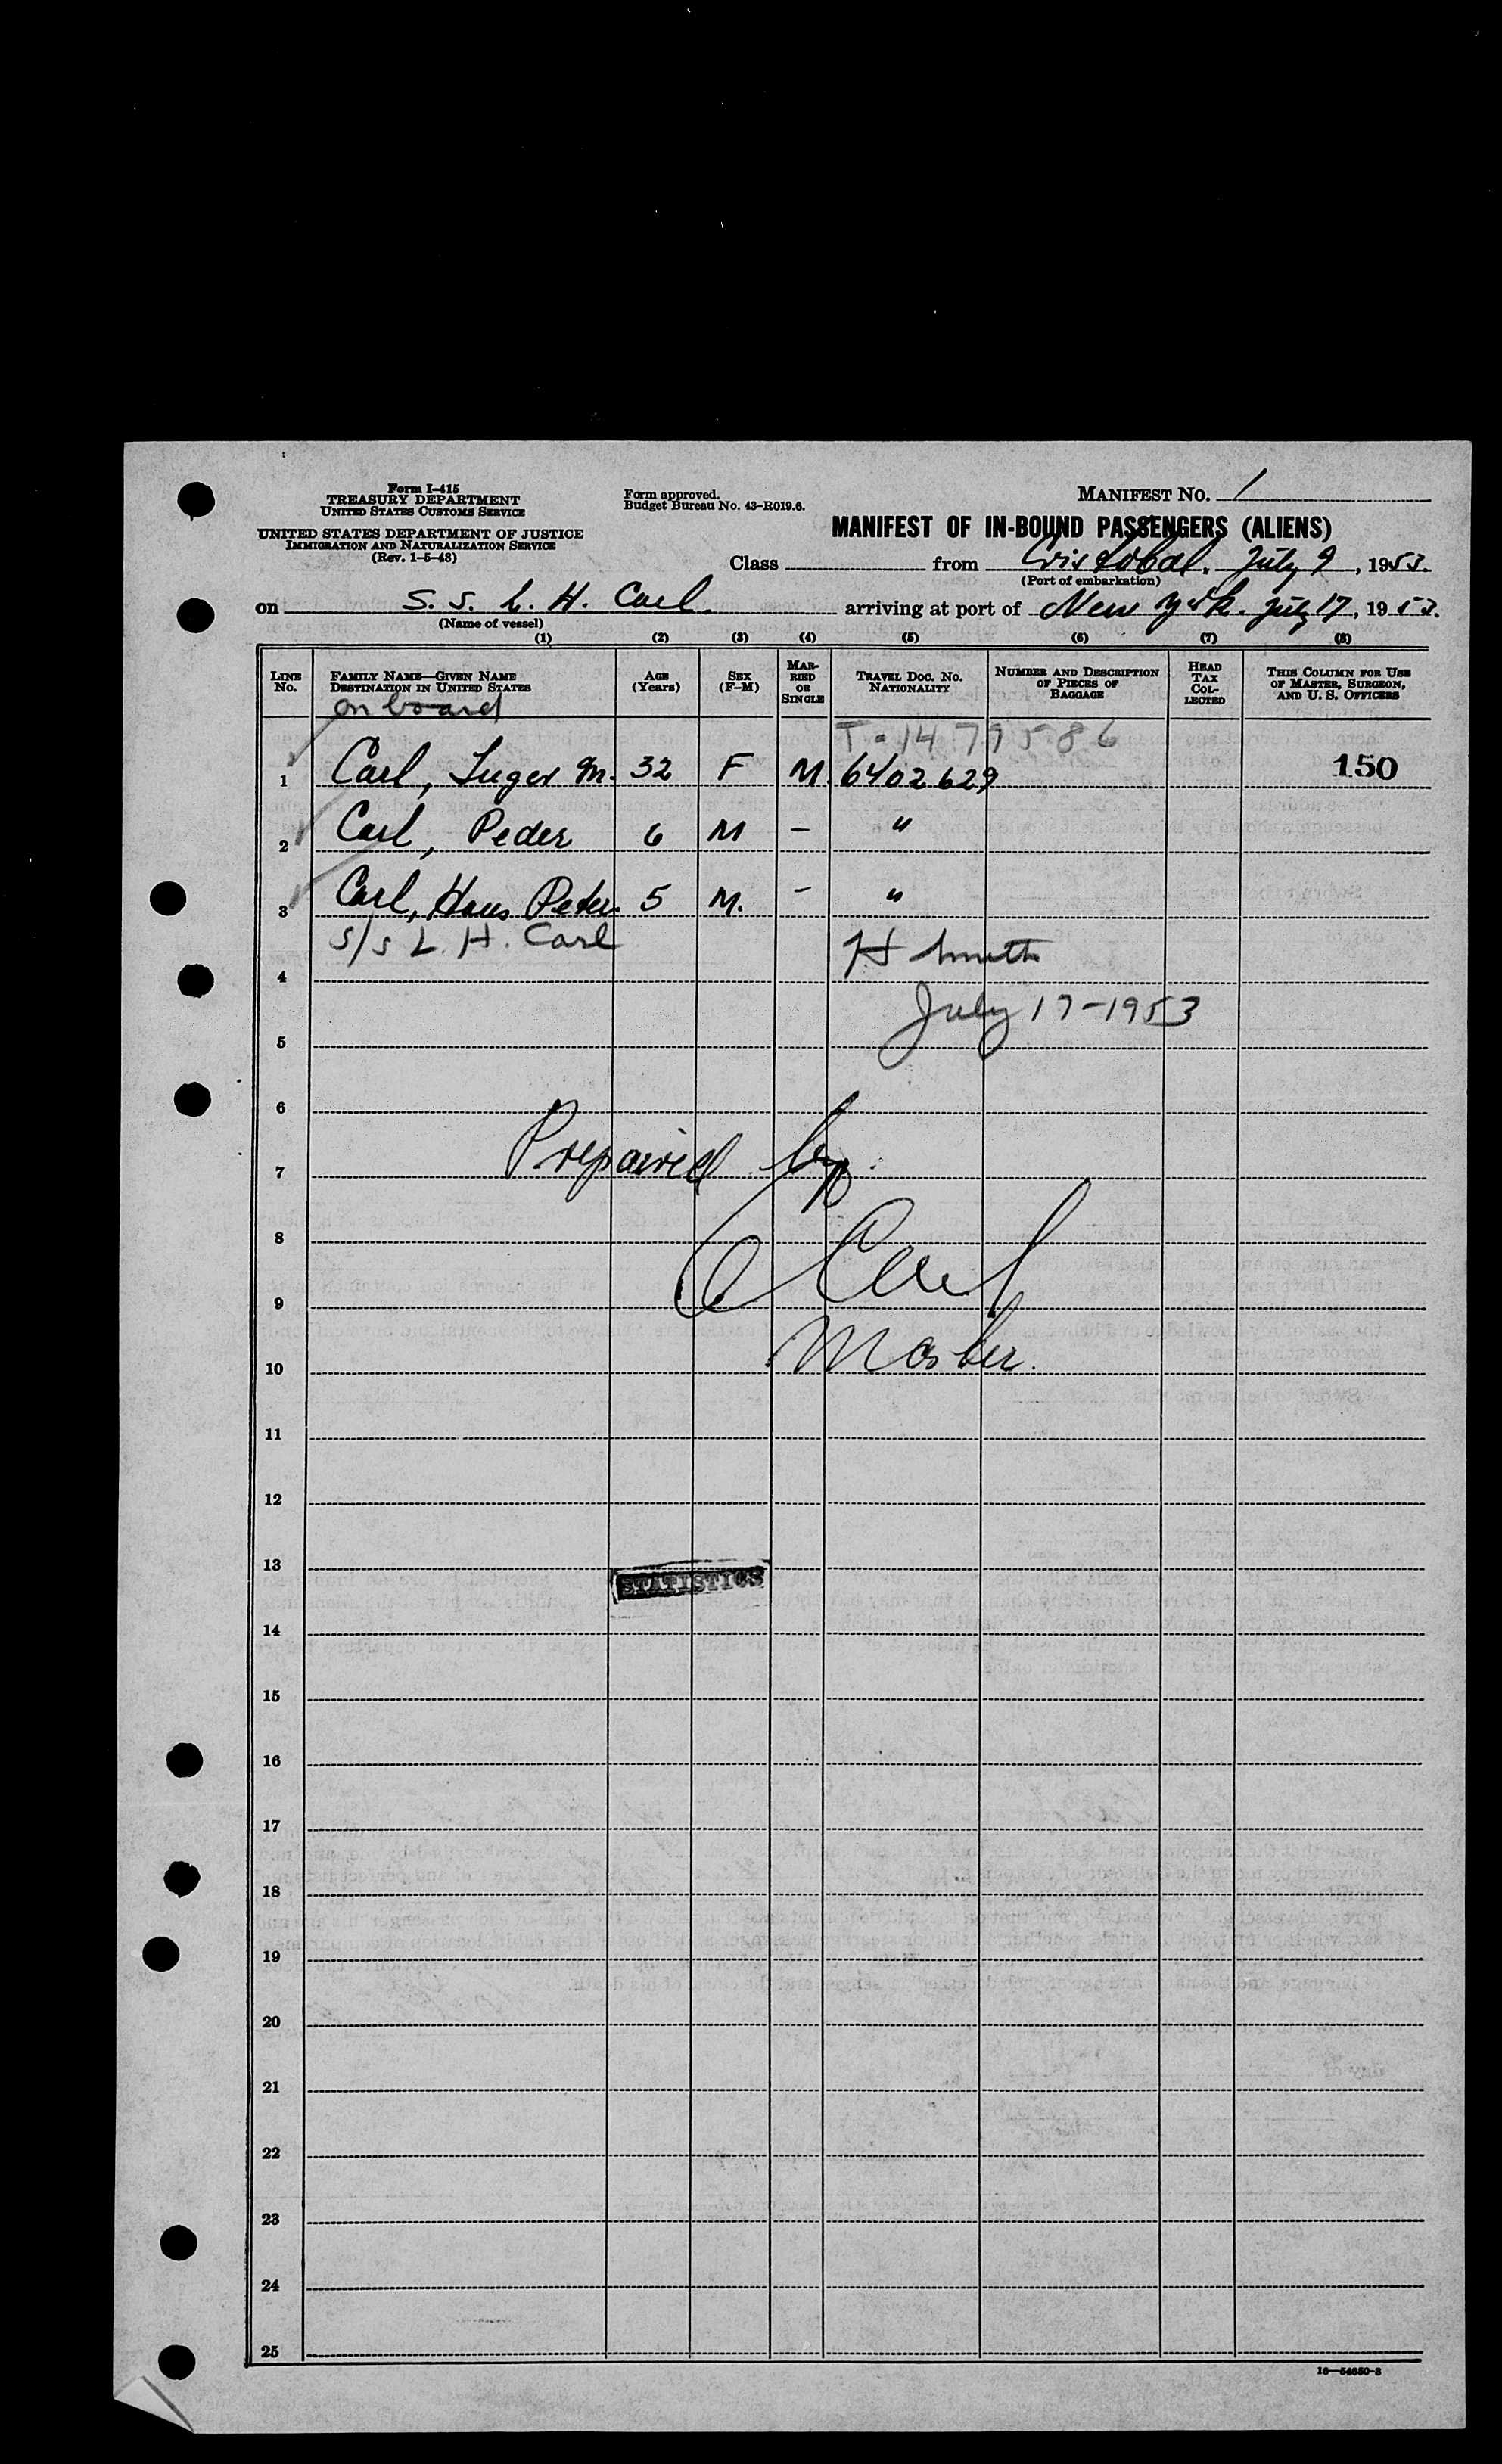 Form I-415
TREASURY DEPARTMENT
UNITED STATES CUSTOMS SERVICE
UNITED STATES DEPARTMENT OF JUSTICE
IMMIGRATION AND NATURALIZATION SERVICE
(Rev. 1-5-48)
Form approved.
Budget Bureau No. 43-R019.6.
MANIFEST NO. 1
MANIFEST OF IN-BOUND PASSENGERS (ALIENS)
Class from Cristobal. July 9, 1953.
(Port of embarkation)
on S. S. L. H. Carl. arriving at port of New York. July 17, 1953.
(Name of vessel)
(1) (2) (3) (4) (5) (6) (7) (8)
LINE No. FAMILY NAME—GIVEN NAME DESTINATION IN UNITED STATES AGE (Years) SEX (F-M) MARRIED OR SINGLE TRAVEL DOC. NO. NATIONALITY NUMBER AND DESCRIPTION OF PIECES OF BAGGAGE HEAD TAX COLLECTED THIS COLUMN FOR USE OF MASTER, SURGEON, AND U. S. OFFICERS
on board
T-1479586
1 Carl, Inger M. 32 F M. 6402629 150
2 Carl, Peder 6 M – "
3 Carl, Hans Peter. 5 M. – "
s/s L. H. Carl H Smith
4
July 17-1953
5
6
Prepaired by.
7
8
Carl
9
Master.
10
11
12
13
STATISTICS
14
15
16
17
18
19
20
21
22
23
24
25
16—54650-3